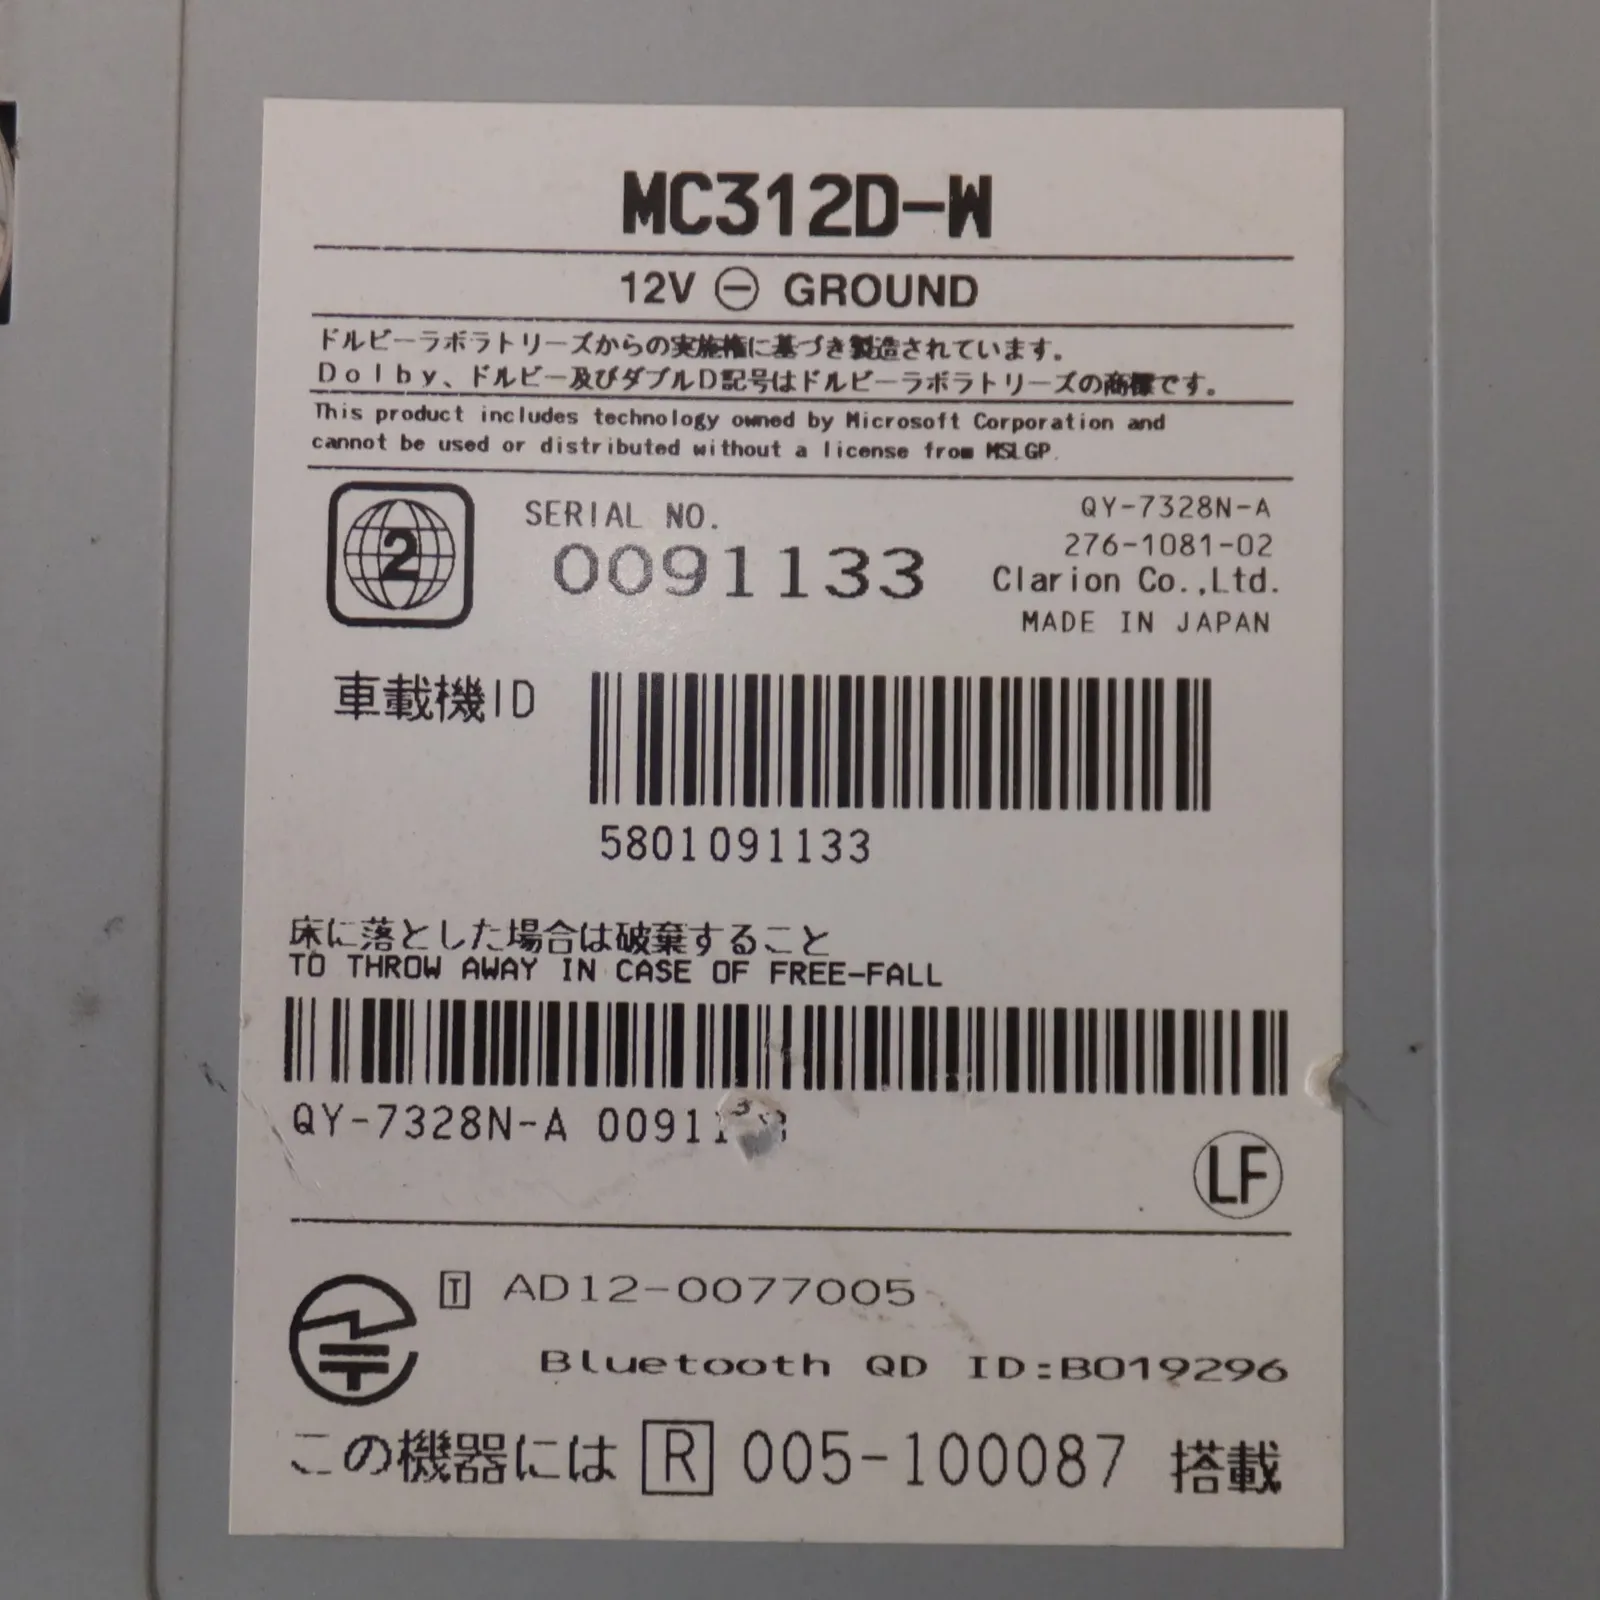 MC312D-W
12V ⊖ GROUND
ドルビーラボラトリーズからの実施権に基づき製造されています。
Dolby、ドルビー及びダブルD記号はドルビーラボラトリーズの商標です。
This product includes technology owned by Microsoft Corporation and
cannot be used or distributed without a license from MSLGP.
2
SERIAL NO.
0091133
QY-7328N-A
276-1081-02
Clarion Co.,Ltd.
MADE IN JAPAN
車載機ID
5801091133
床に落とした場合は破棄すること
TO THROW AWAY IN CASE OF FREE-FALL
QY-7328N-A
LF
T AD12-0077005
Bluetooth QD ID:B019296
この機器には R 005-100087 搭載